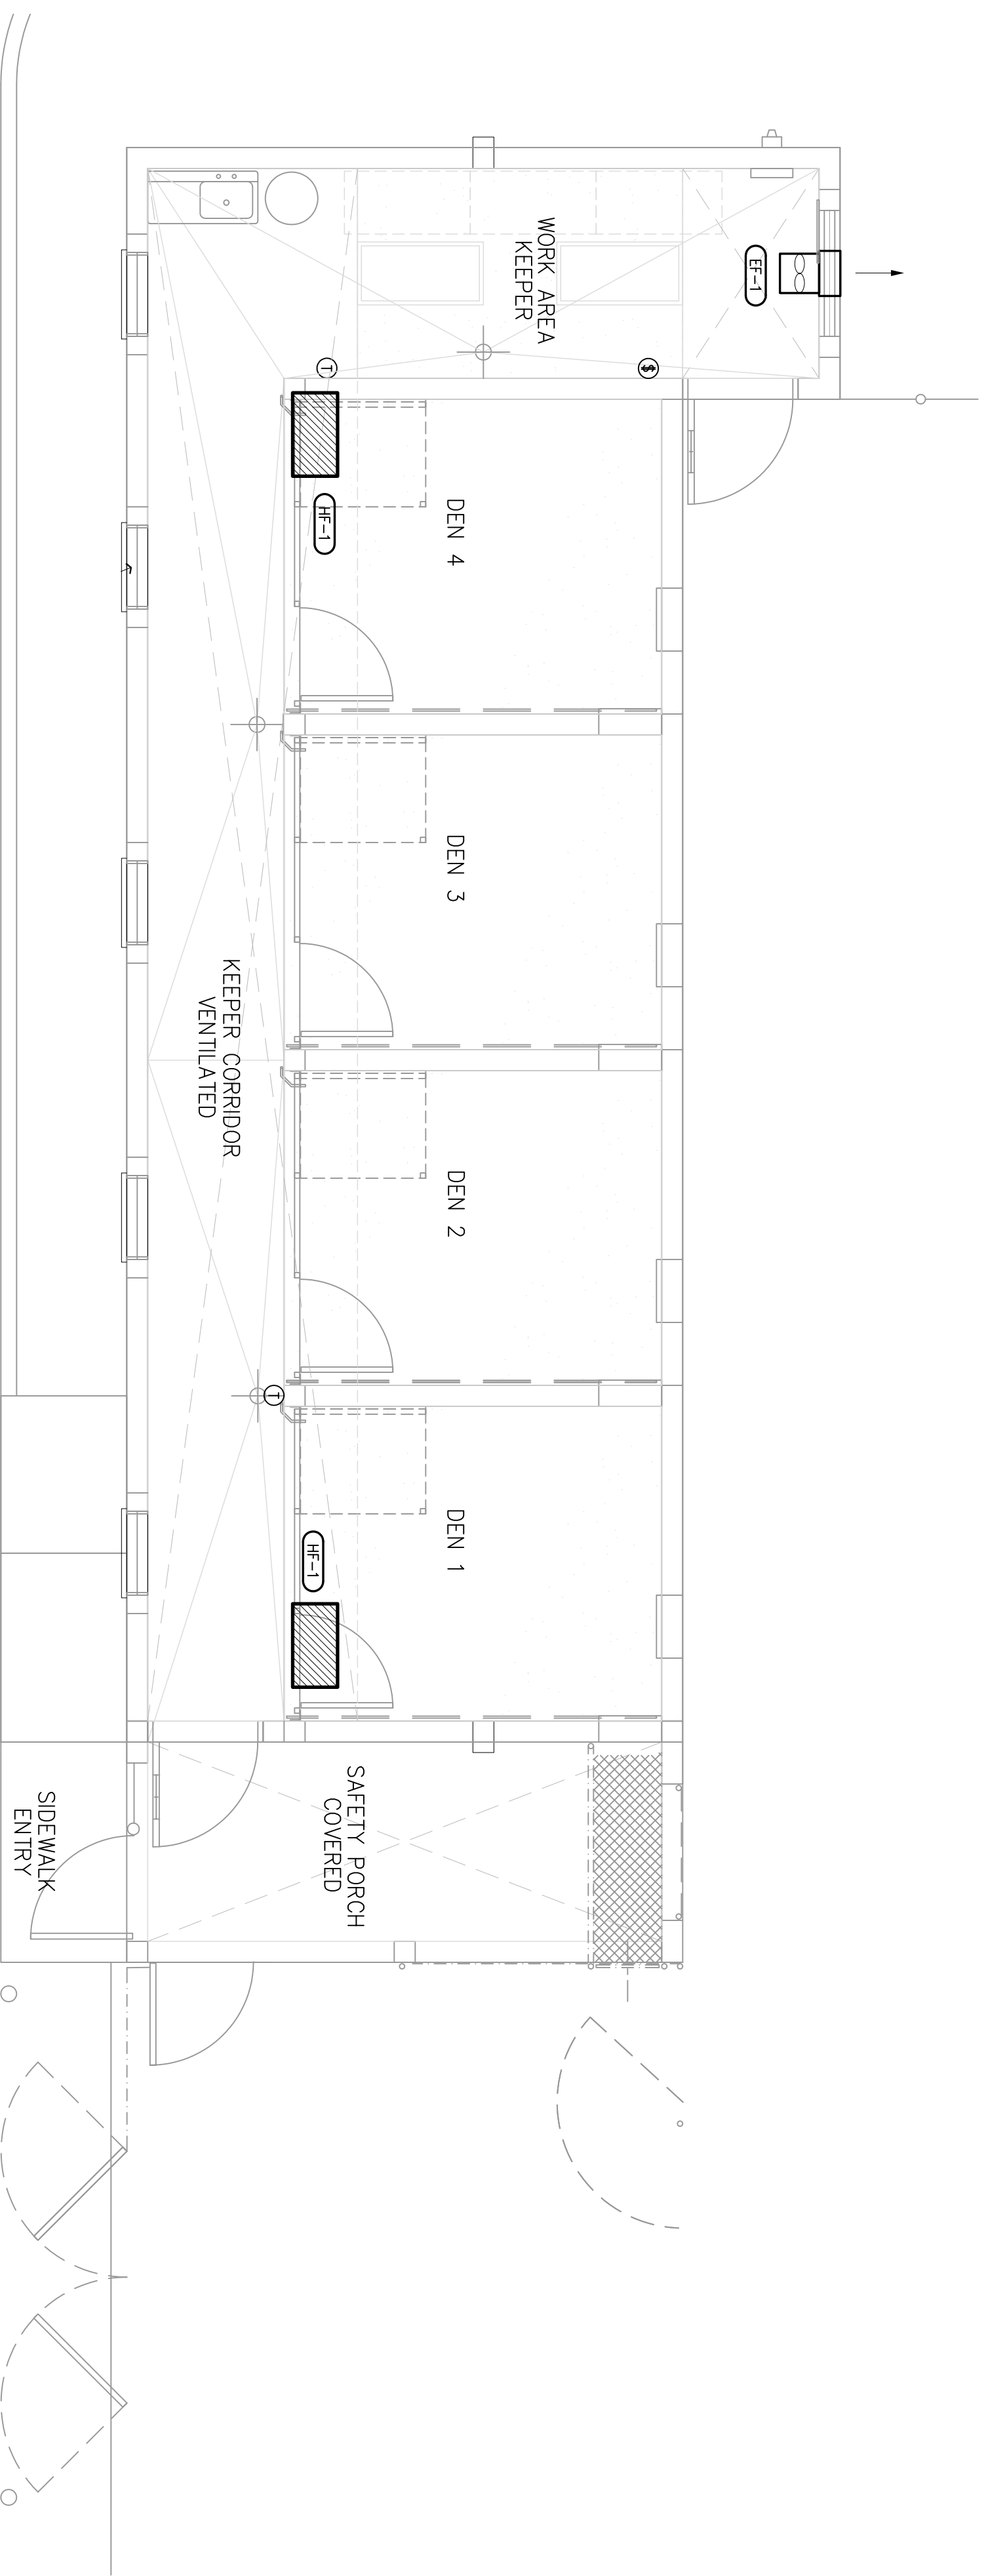 WORK AREA
KEEPER
EF-1
T
$
HF-1
DEN 4
DEN 3
KEEPER CORRIDOR
VENTILATED
DEN 2
T
DEN 1
HF-1
SAFETY PORCH
COVERED
SIDEWALK
ENTRY